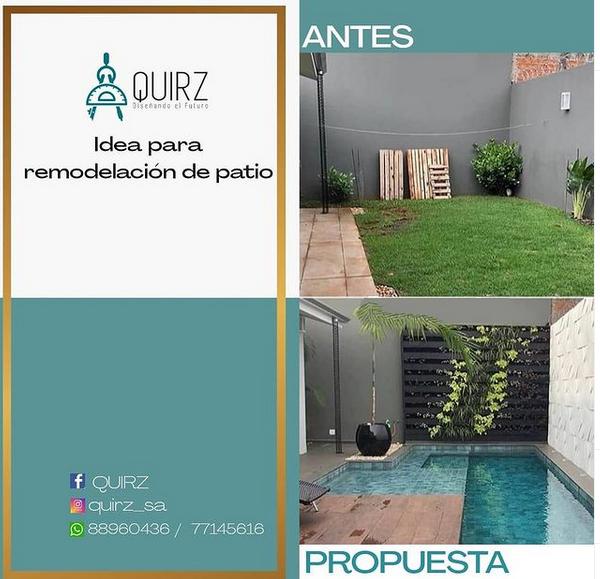 QUIRZ
Diseñando el Futuro
Idea para
remodelación de patio
QUIRZ
quirz_sa
88960436 / 77145616
ANTES
PROPUESTA